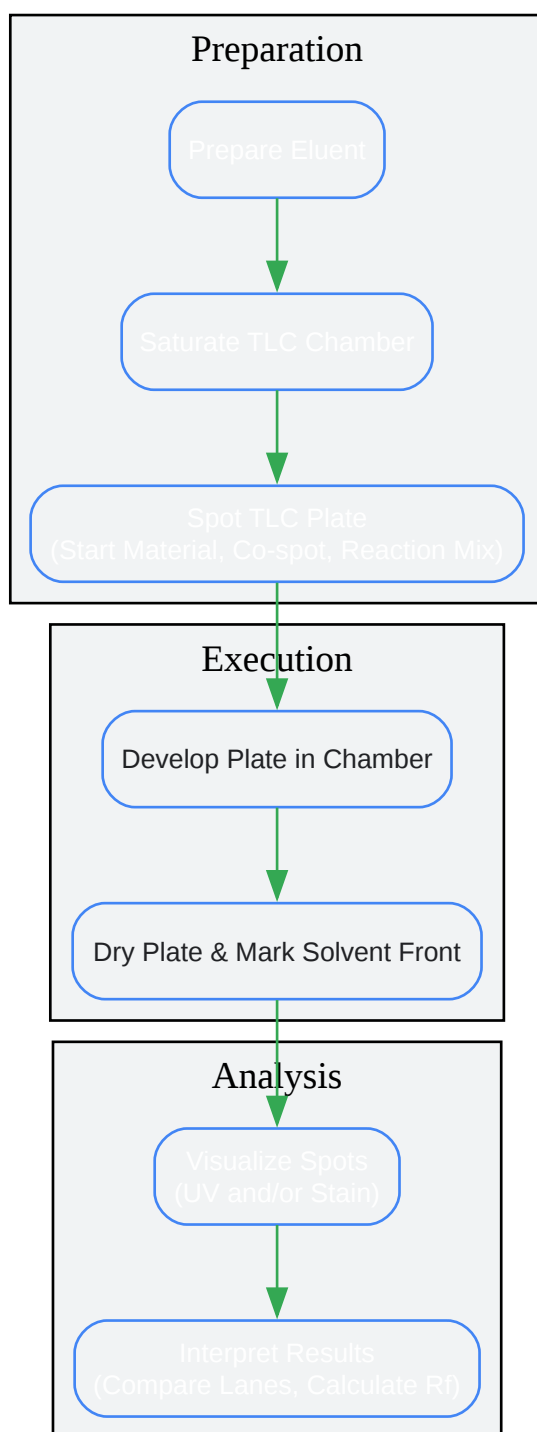 Preparation
Prepare Eluent
Saturate TLC Chamber
Spot TLC Plate
(Start Material, Co-spot, Reaction Mix)
Execution
Develop Plate in Chamber
Dry Plate & Mark Solvent Front
Analysis
Visualize Spots
(UV and/or Stain)
Interpret Results
(Compare Lanes, Calculate Rf)